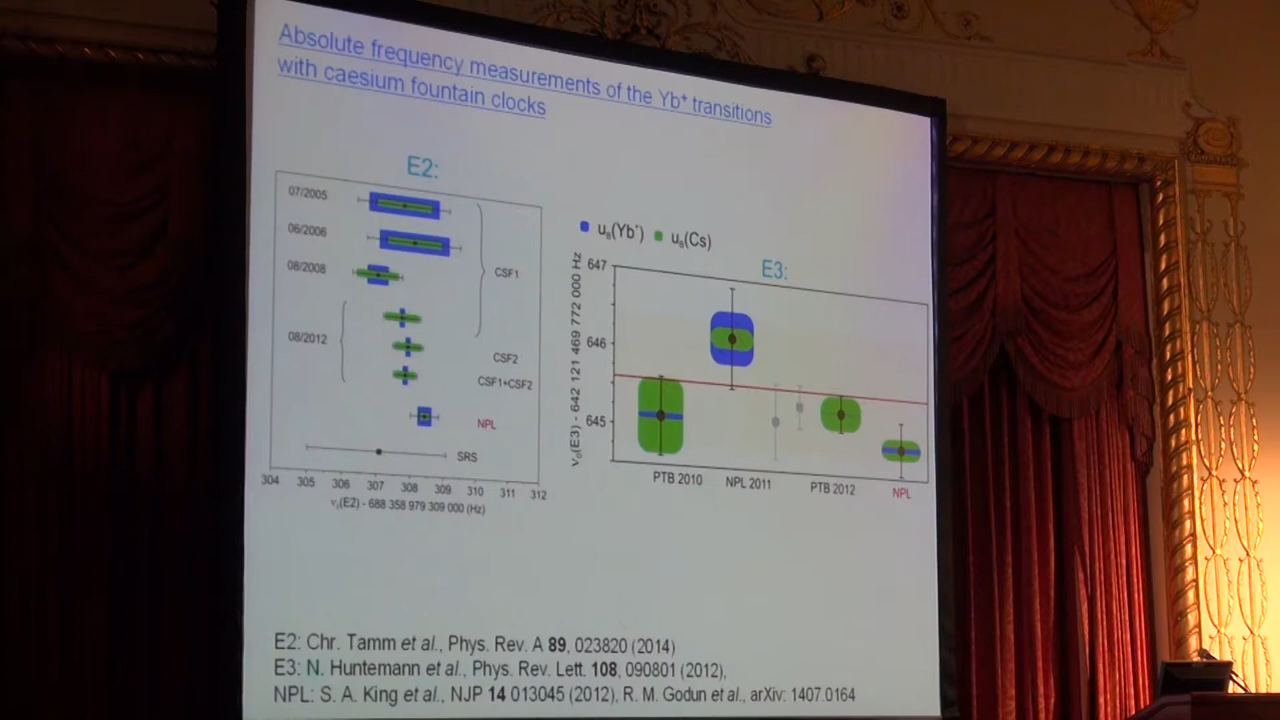 Absolute frequency measurements of the Yb⁺ transitions
with caesium fountain clocks
E2:
07/2005
06/2006
08/2008
08/2012
CSF1
CSF2
CSF1+CSF2
NPL
SRS
304 305 306 307 308 309 310 311 312
(E2) - 688 358 979 309 000 (Hz)
u_B(Yb⁺) u_B(Cs)
E3:
647
646
645
(E3) - 642 121 469 772 000 Hz
PTB 2010 NPL 2011 PTB 2012 NPL
E2: Chr. Tamm et al., Phys. Rev. A 89, 023820 (2014)
E3: N. Huntemann et al., Phys. Rev. Lett. 108, 090801 (2012),
NPL: S. A. King et al., NJP 14 013045 (2012), R. M. Godun et al., arXiv: 1407.0164